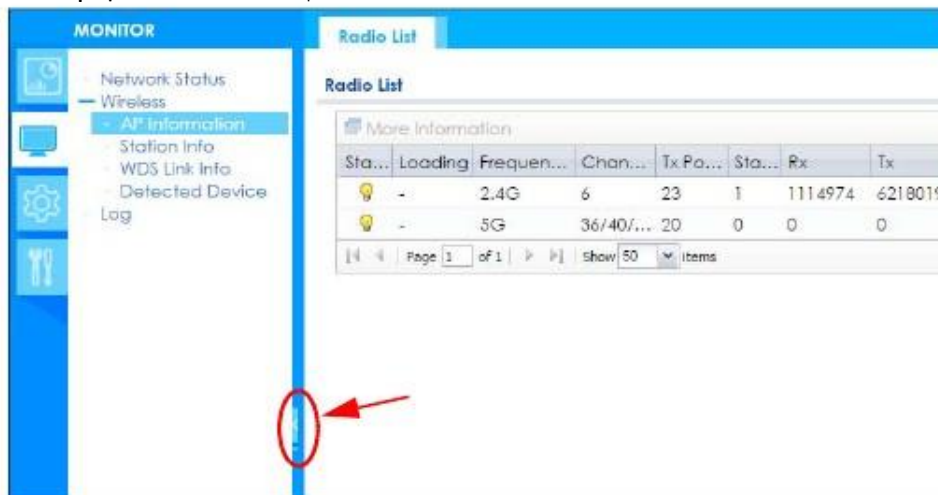 MONITOR
Network Status
Wireless
AP Information
Station Info
WDS Link Info
Detected Device
Log
Radio List
Radio List
More Information
Sta... Loading Frequen... Chan... Tx Po... Sta... Rx Tx
- 2.4G 6 23 1 1114974 6218019
- 5G 36/40/... 20 0 0 0
Page 1 of 1 Show 50 items